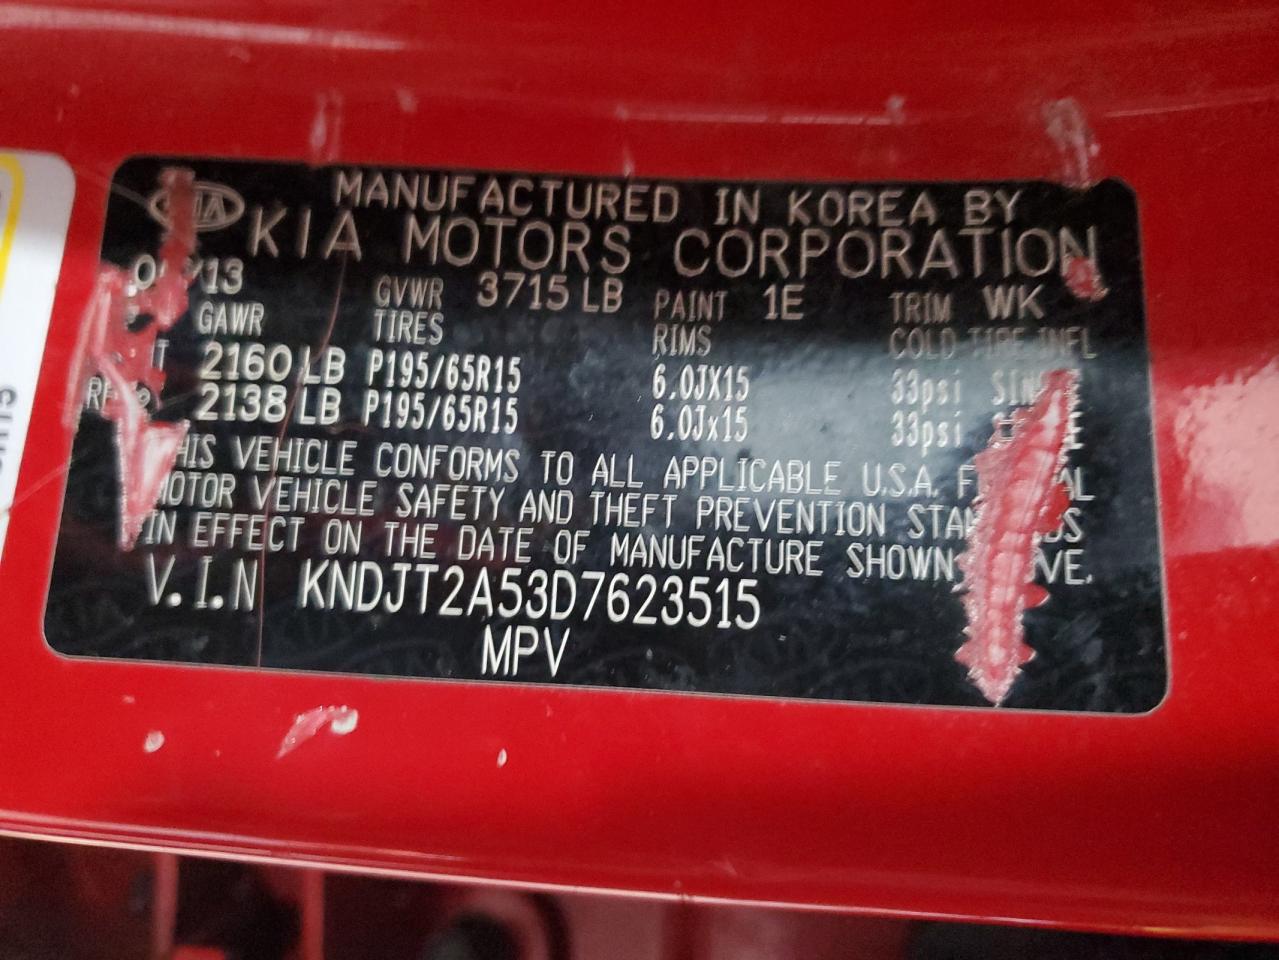 KIA
MANUFACTURED IN KOREA BY
KIA MOTORS CORPORATION
GVWR 3715 LB PAINT 1E TRIM WK
GAWR TIRES RIMS COLD TIRE INFL
2160 LB P195/65R15 6.0JX15 33psi
2138 LB P195/65R15 6.0Jx15 33psi
VEHICLE CONFORMS TO ALL APPLICABLE U.S.A.
MOTOR VEHICLE SAFETY AND THEFT PREVENTION
IN EFFECT ON THE DATE OF MANUFACTURE SHOWN
V.I.N KNDJT2A53D7623515
MPV